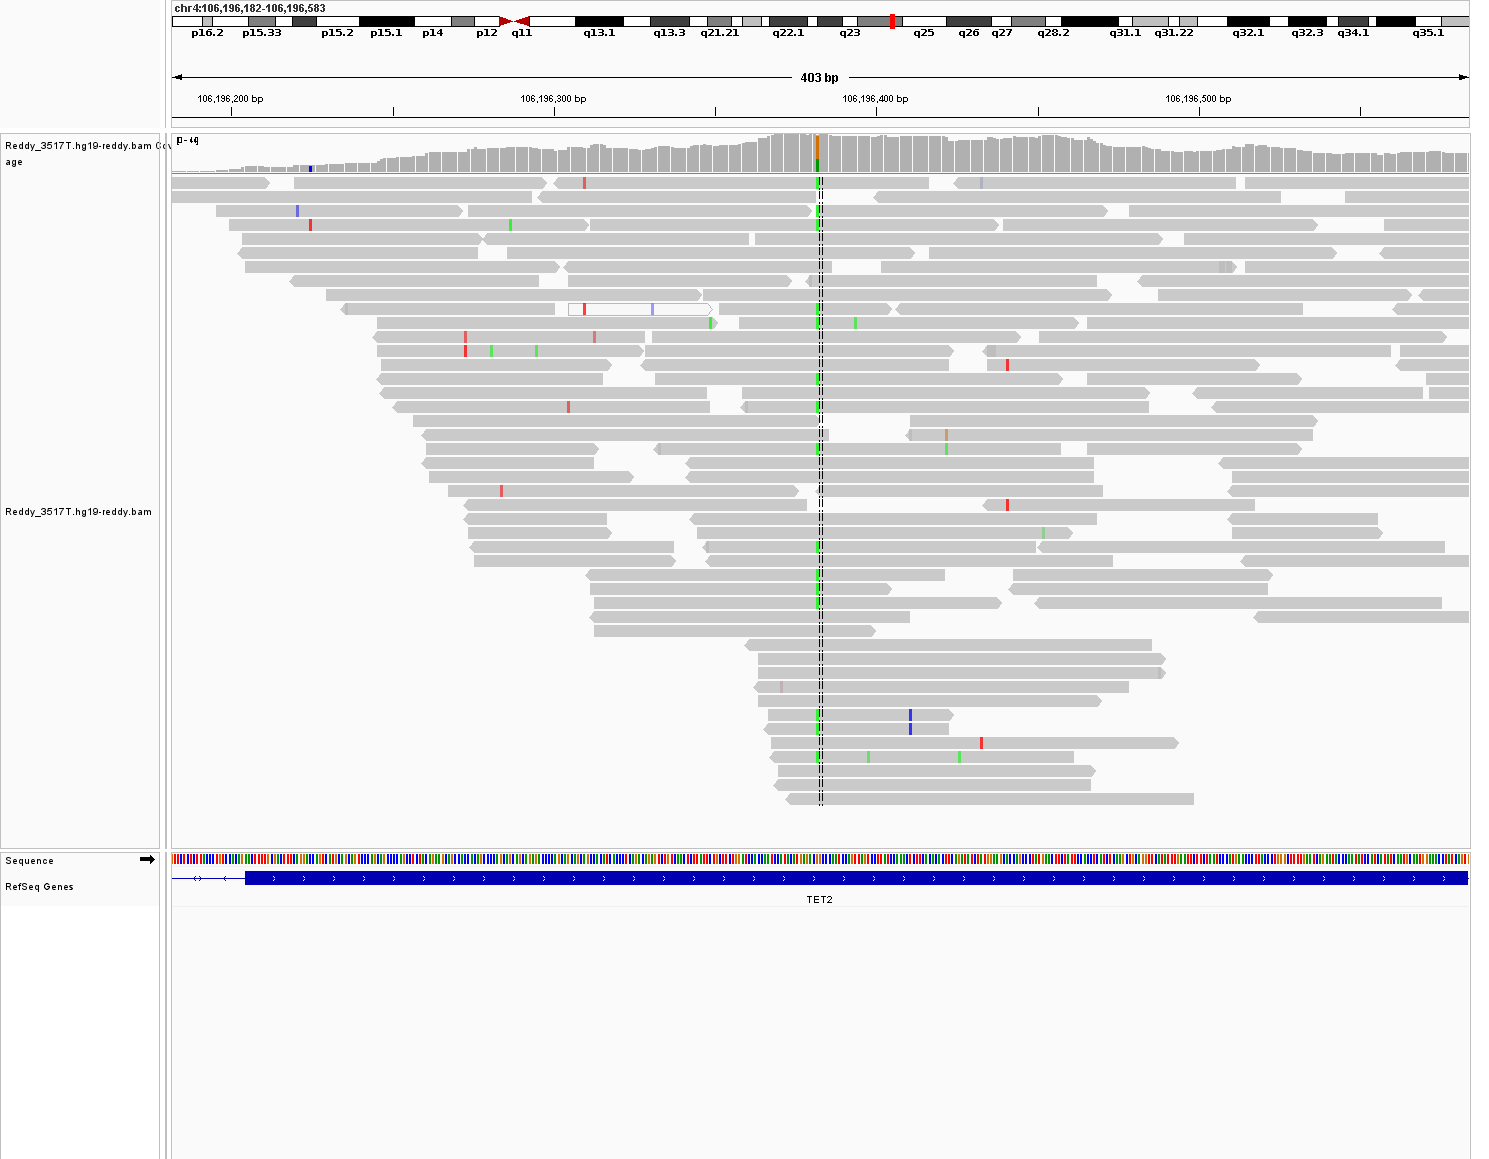 chr4:106,196,182-106,196,583
p16.2 p15.33 p15.2 p15.1 p14 p12 q11 q13.1 q13.3 q21.21 q22.1 q23 q25 q26 q27 q28.2 q31.1 q31.22 q32.1 q32.3 q34.1 q35.1
403 bp
106,196,200 bp 106,196,300 bp 106,196,400 bp 106,196,500 bp
Reddy_3517T.hg19-reddy.bam Cov
age
Reddy_3517T.hg19-reddy.bam
Sequence
RefSeq Genes
TET2